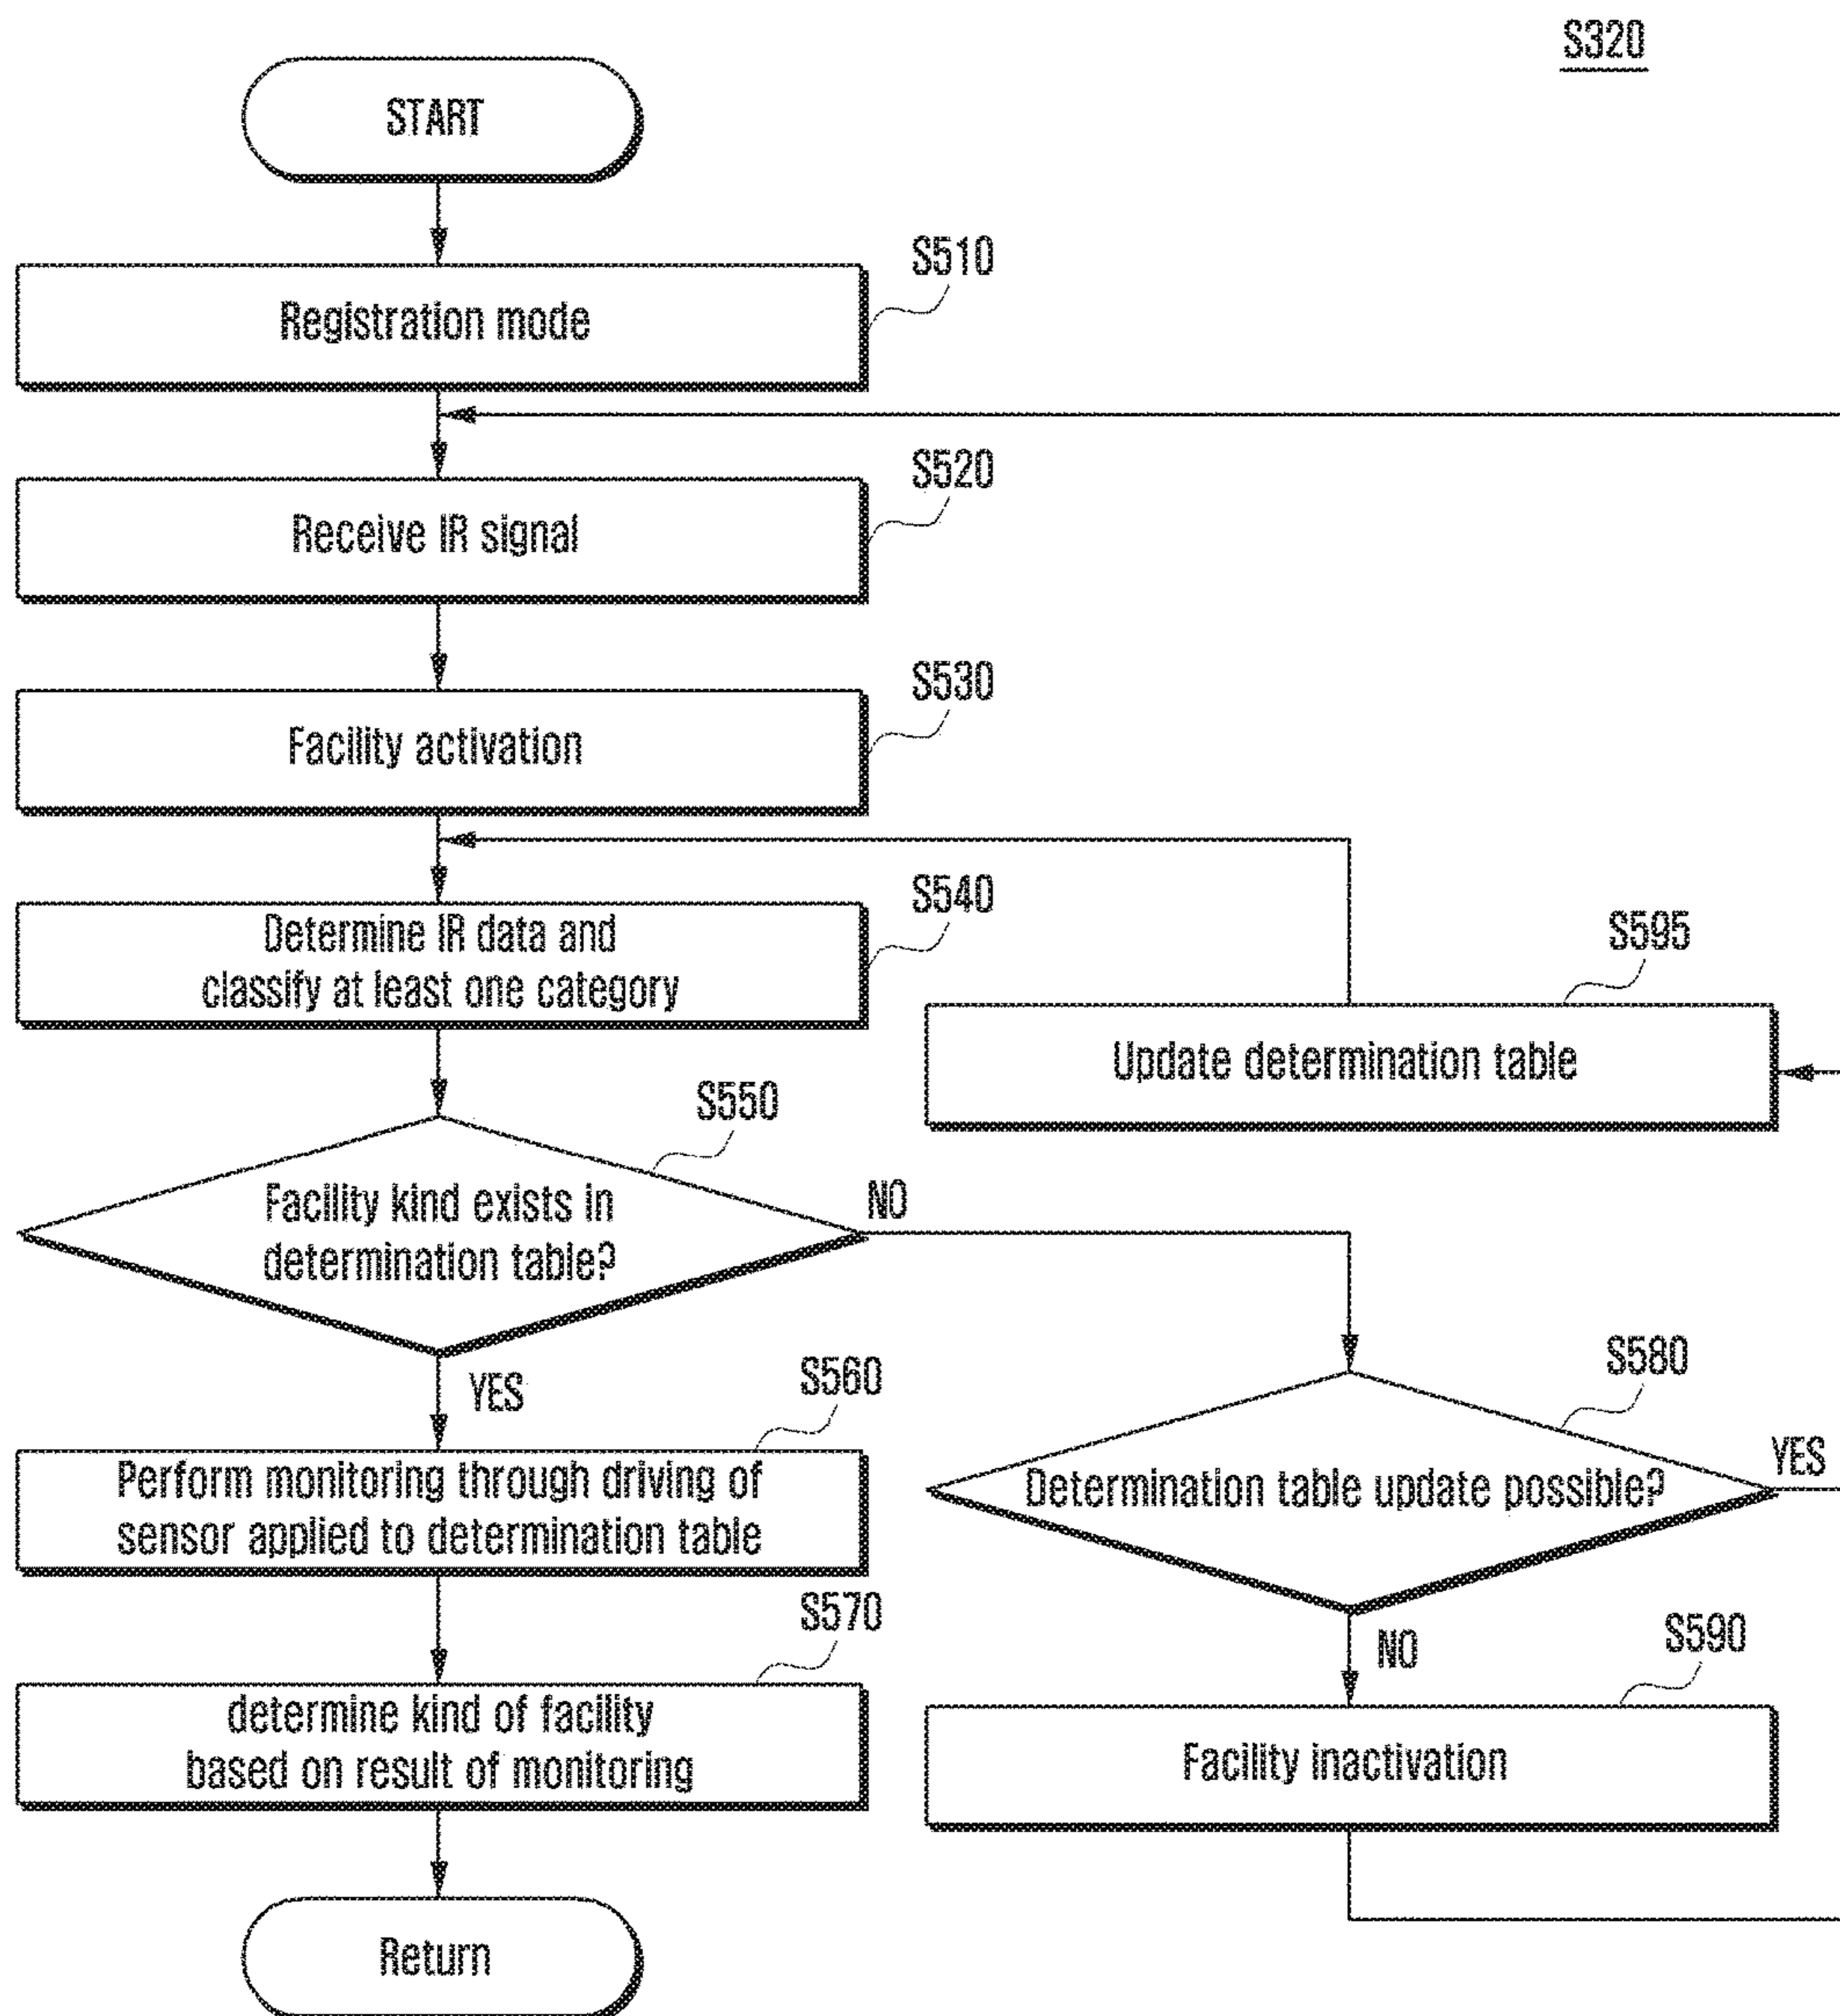 S320
START
S510
Registration mode
S520
Receive IR signal
S530
Facility activation
S540
Determine IR data and
classify at least one category
S595
Update determination table
S550
Facility kind exists in
determination table?
NO
YES
S560
Perform monitoring through driving of
sensor applied to determination table
S570
determine kind of facility
based on result of monitoring
Return
S580
Determination table update possible?
YES
NO
S590
Facility inactivation